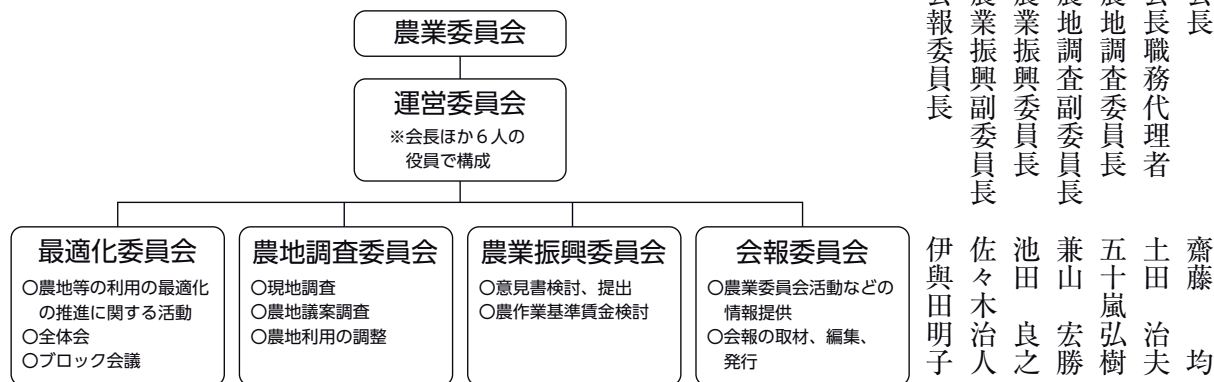 農業委員会
運営委員会
※会長ほか6人の
役員で構成
最適化委員会
○農地等の利用の最適化
の推進に関する活動
○全体会
○ブロック会議
農地調査委員会
○現地調査
○農地議案調査
○農地利用の調整
農業振興委員会
○意見書検討、提出
○農作業基準賃金検討
会報委員会
○農業委員会活動などの
情報提供
○会報の取材、編集、
発行
会長 齋藤 均
会長職務代理者 土田 治夫
農地調査委員長 五十嵐弘樹
農地調査副委員長 兼山 宏勝
農業振興委員長 池田 良之
農業振興副委員長 佐々木治人
会報委員長 伊與田明子